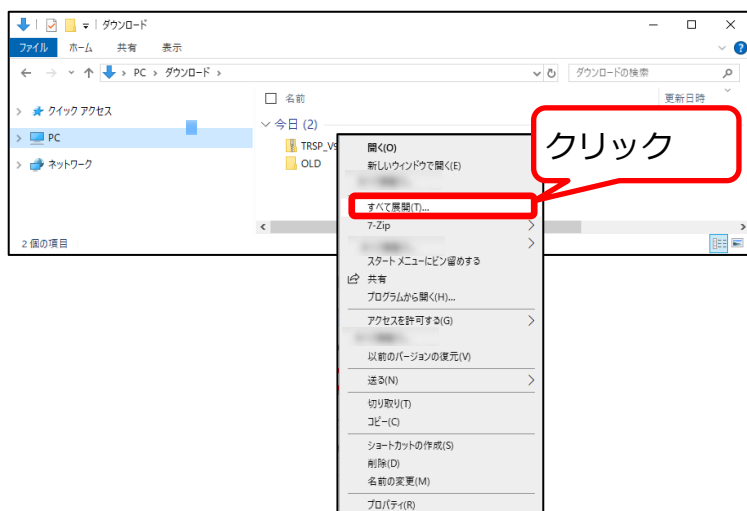 ダウンロード
ファイル ホーム 共有 表示
PC ダウンロード ダウンロードの検索
名前 更新日時
クイック アクセス
今日 (2)
PC
TRSP_Vs
OLD
ネットワーク
2 個の項目
開く(O)
新しいウィンドウで開く(E)
すべて展開(T)...
7-Zip
スタート メニューにピン留めする
共有
プログラムから開く(H)...
アクセスを許可する(G)
以前のバージョンの復元(V)
送る(N)
切り取り(T)
コピー(C)
ショートカットの作成(S)
削除(D)
名前の変更(M)
プロパティ(R)
クリック